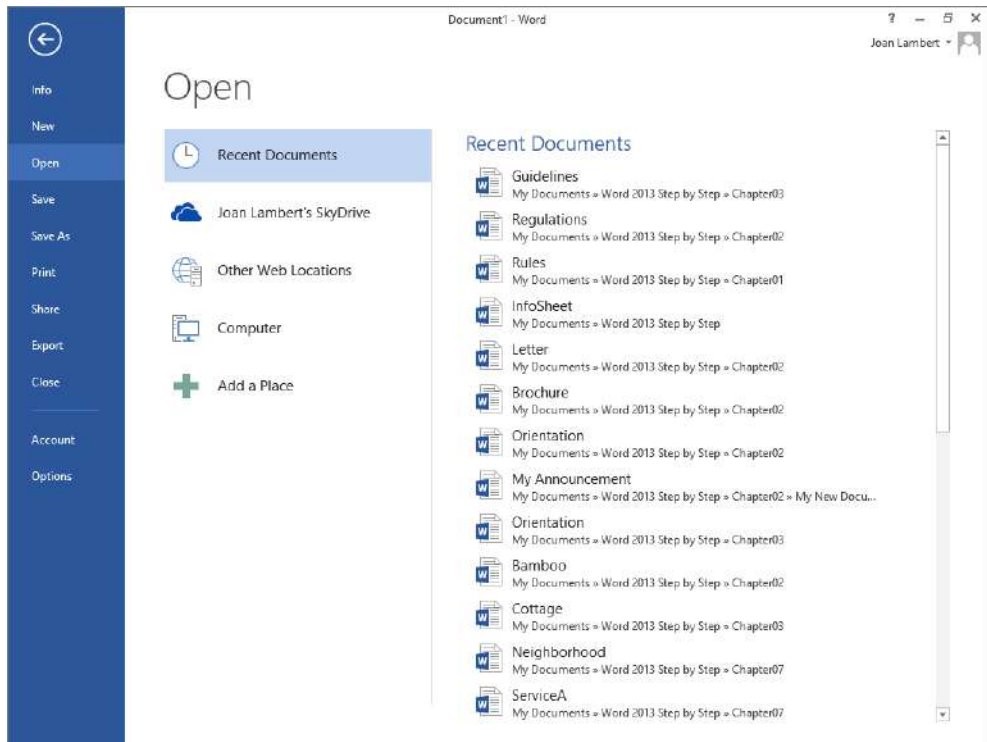 Document1 - Word
?
Joan Lambert
Info
New
Open
Save
Save As
Print
Share
Export
Close
Account
Options
Open
Recent Documents
Joan Lambert's SkyDrive
Other Web Locations
Computer
Add a Place
Recent Documents
Guidelines
My Documents » Word 2013 Step by Step » Chapter03
Regulations
My Documents » Word 2013 Step by Step » Chapter02
Rules
My Documents » Word 2013 Step by Step » Chapter01
InfoSheet
My Documents » Word 2013 Step by Step
Letter
My Documents » Word 2013 Step by Step » Chapter02
Brochure
My Documents » Word 2013 Step by Step » Chapter02
Orientation
My Documents » Word 2013 Step by Step » Chapter02
My Announcement
My Documents » Word 2013 Step by Step » Chapter02 » My New Docu...
Orientation
My Documents » Word 2013 Step by Step » Chapter03
Bamboo
My Documents » Word 2013 Step by Step » Chapter02
Cottage
My Documents » Word 2013 Step by Step » Chapter03
Neighborhood
My Documents » Word 2013 Step by Step » Chapter07
ServiceA
My Documents » Word 2013 Step by Step » Chapter07